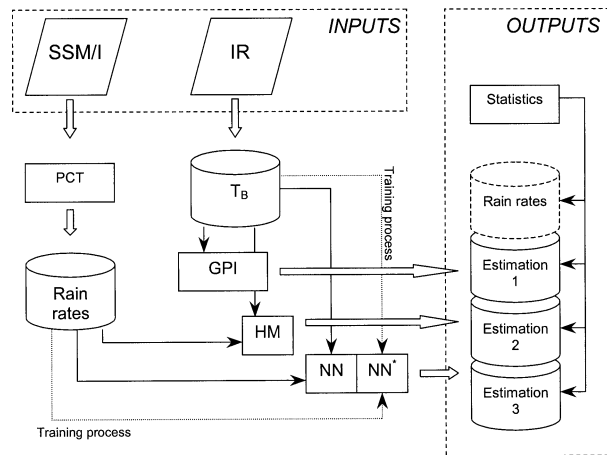 INPUTS
OUTPUTS
SSM/I
IR
Statistics
PCT
T_B
Training process
Rain rates
GPI
Estimation
1
Rain
rates
HM
Estimation
2
NN
NN*
Estimation
3
Training process